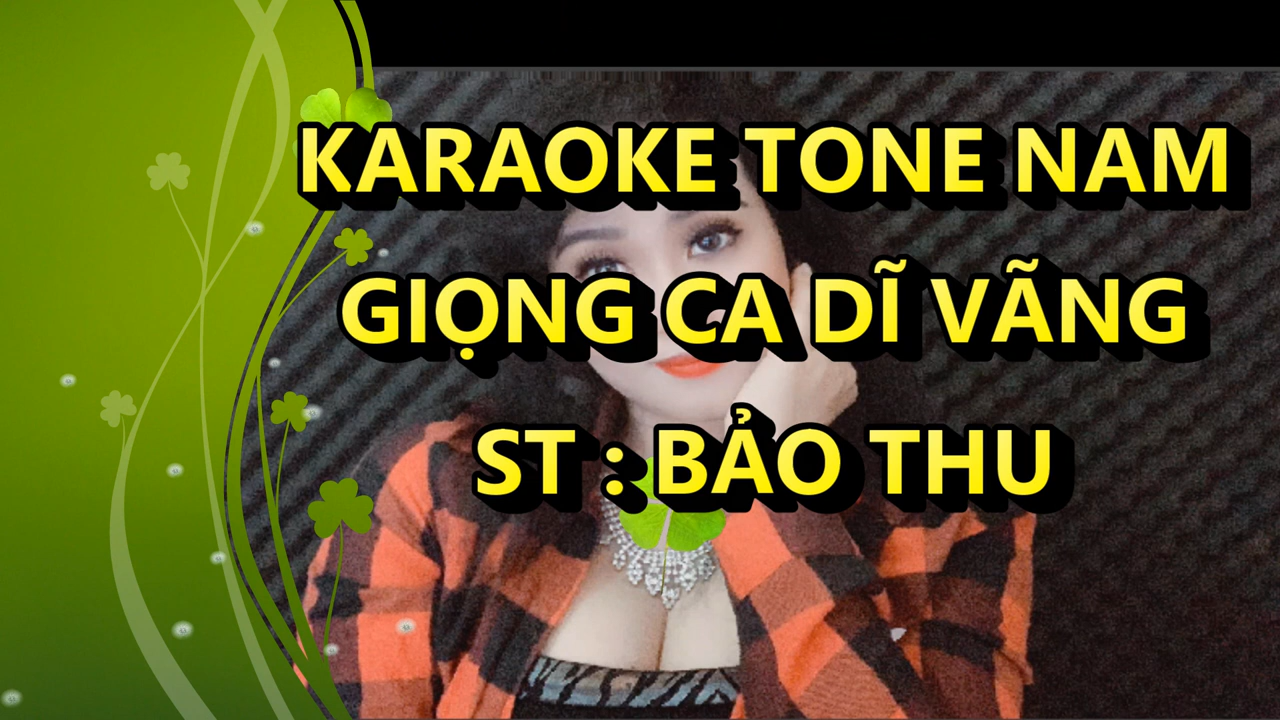 KARAOKE TONE NAM
GIỌNG CA DĨ VÃNG
ST : BẢO THU